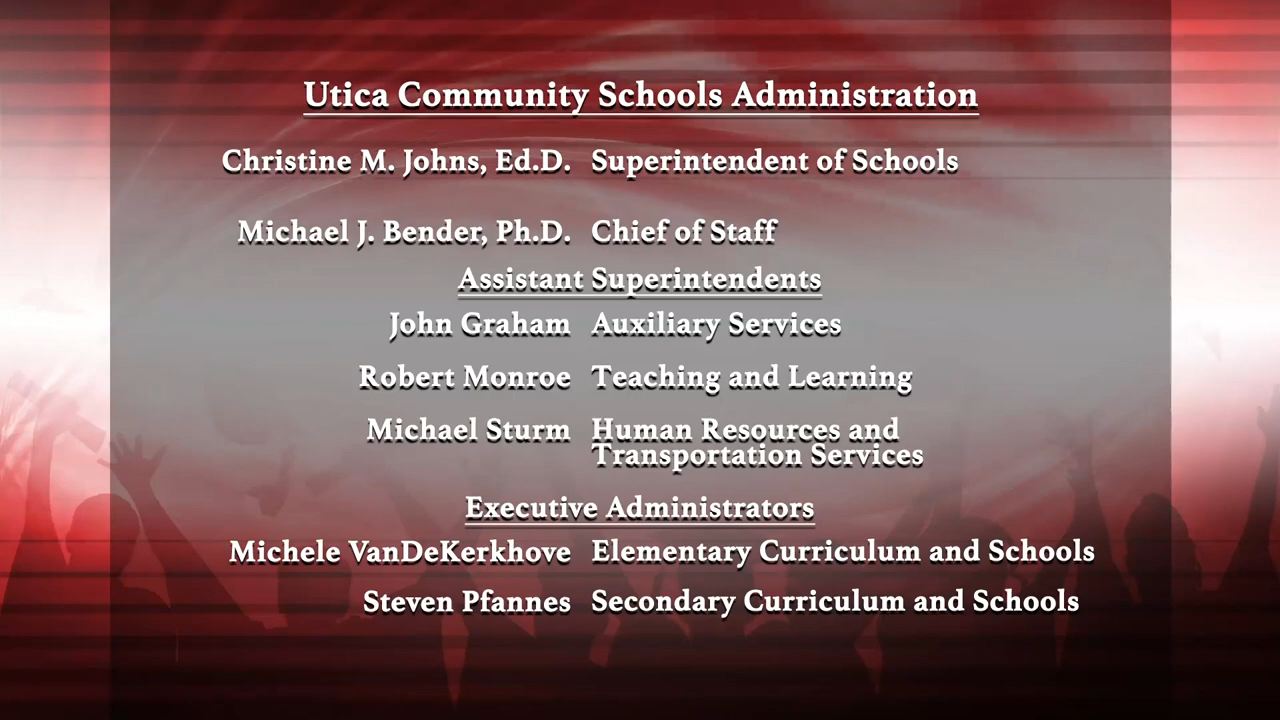 Utica Community Schools Administration
Christine M. Johns, Ed.D. Superintendent of Schools
Michael J. Bender, Ph.D. Chief of Staff
Assistant Superintendents
John Graham Auxiliary Services
Robert Monroe Teaching and Learning
Michael Sturm Human Resources and
Transportation Services
Executive Administrators
Michele VanDeKerkhove Elementary Curriculum and Schools
Steven Pfannes Secondary Curriculum and Schools